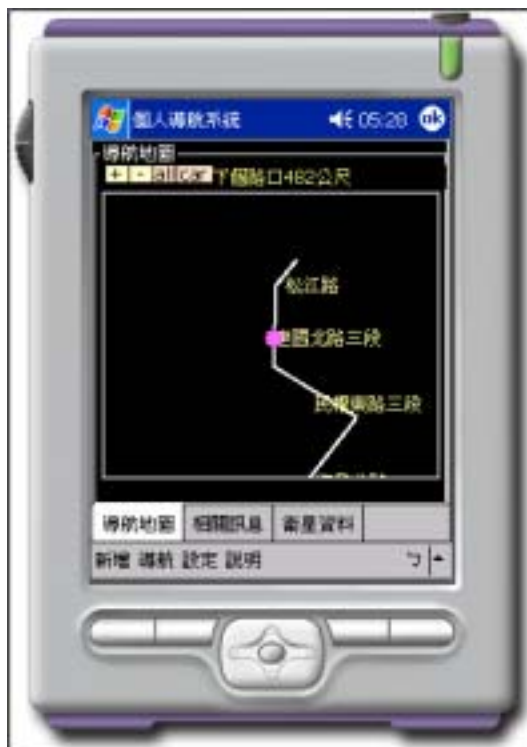 個人導航系統 05:28 ok
導航地圖
+ - all car 下個路口482公尺
松江路
建國北路三段
民權東路三段
導航地圖 相關訊息 衛星資料
新增 導航 設定 說明 ㄅ